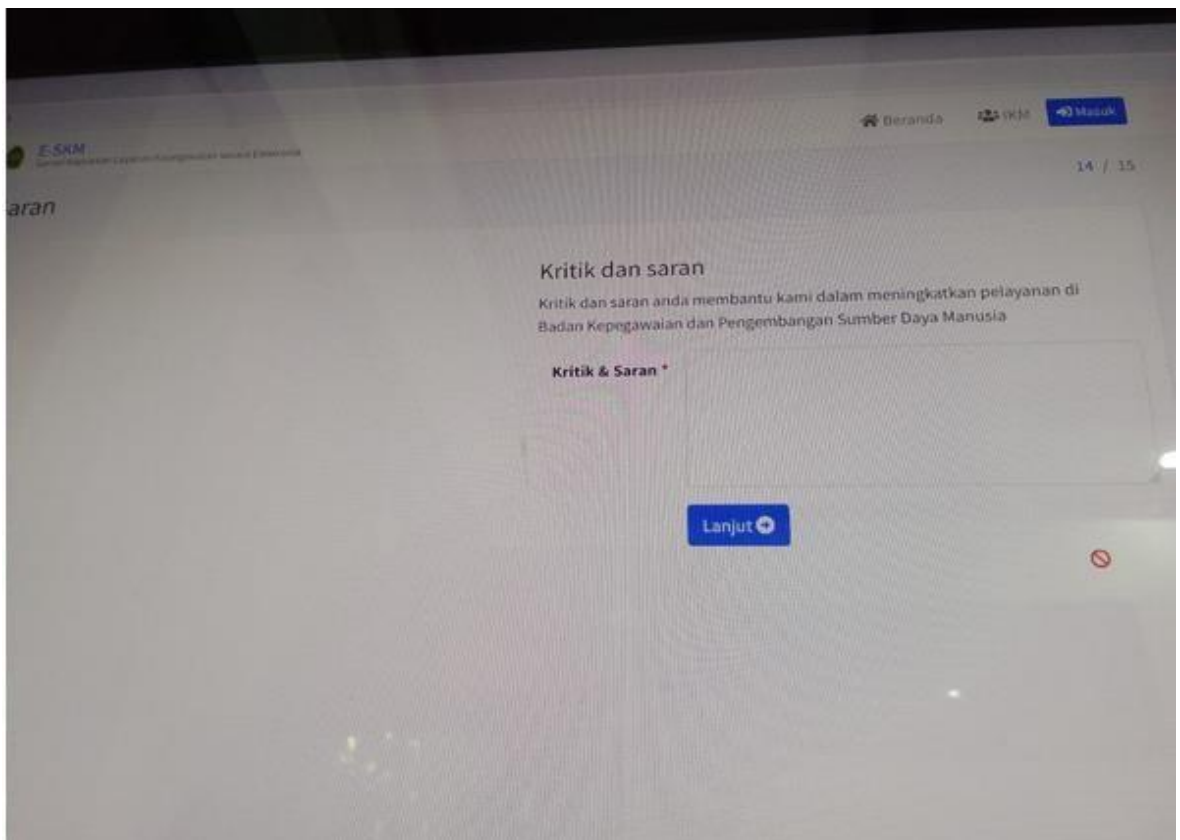 Beranda
IKM
Masuk
E-SKM
14 / 15
aran
Kritik dan saran
Kritik dan saran anda membantu kami dalam meningkatkan pelayanan di
Badan Kepegawaian dan Pengembangan Sumber Daya Manusia
Kritik & Saran *
Lanjut